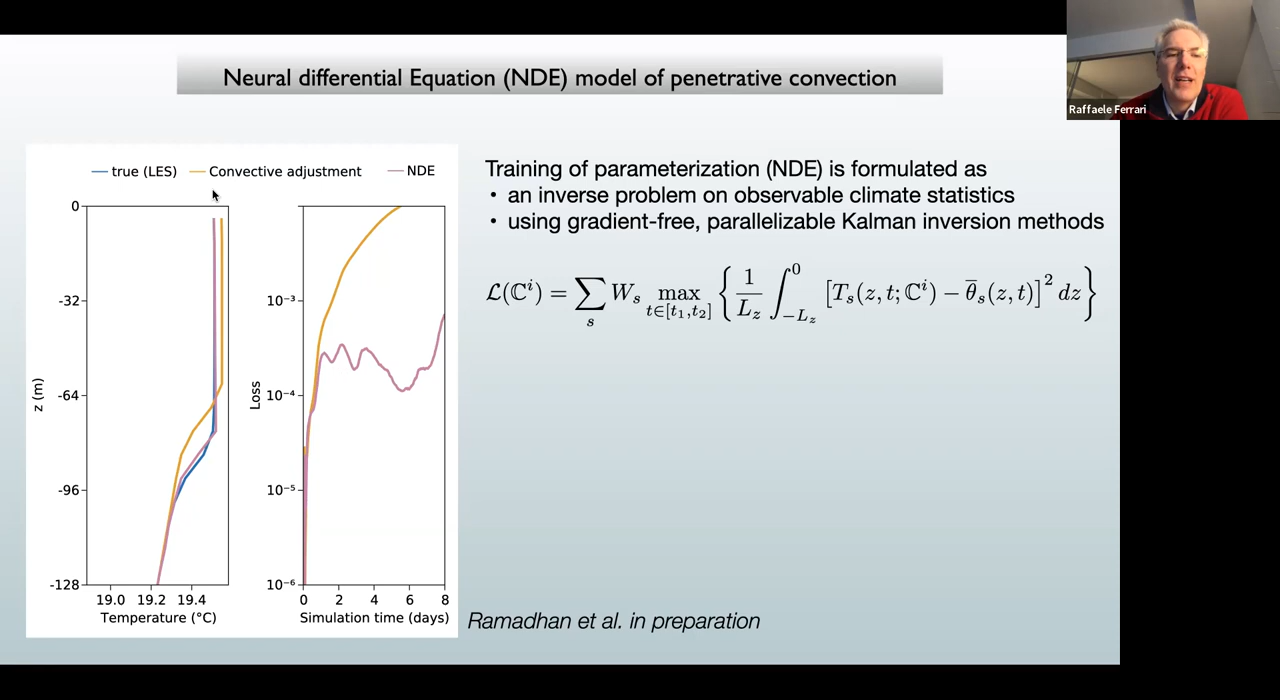 Neural differential Equation (NDE) model of penetrative convection
Raffaele Ferrari
true (LES) Convective adjustment NDE
0
-32
-64
-96
-128
z (m)
19.0 19.2 19.4
Temperature (°C)
10⁻³
10⁻⁴
10⁻⁵
10⁻⁶
Loss
0 2 4 6 8
Simulation time (days)
Training of parameterization (NDE) is formulated as
• an inverse problem on observable climate statistics
• using gradient-free, parallelizable Kalman inversion methods
ℒ(ℂⁱ) = ∑_s W_s max_{t∈[t₁,t₂]} { 1/L_z ∫_{-L_z}^0 [T_s(z, t; ℂⁱ) − θ̅_s(z, t)]² dz }
Ramadhan et al. in preparation